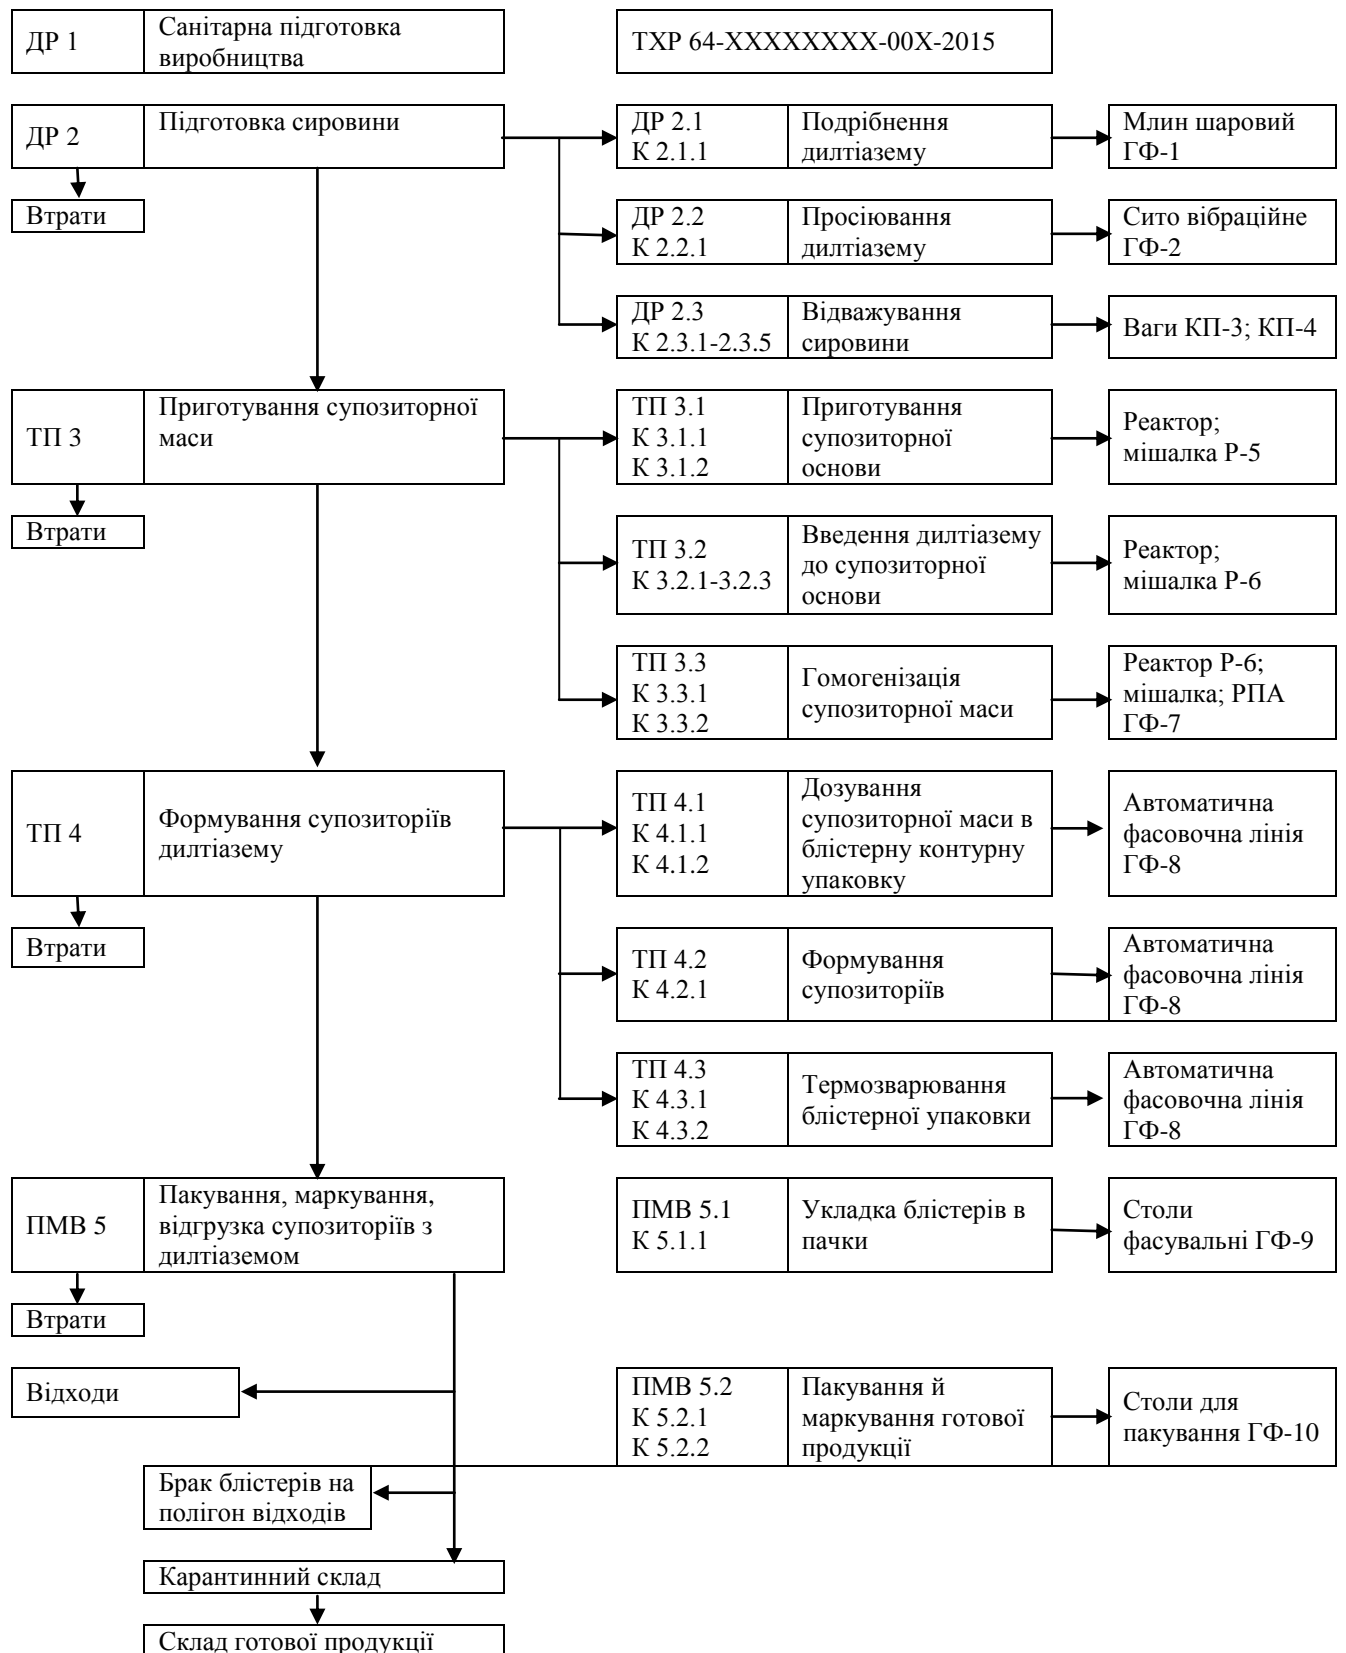 ДР 1
Санітарна підготовка
виробництва
ТХР 64-ХХХХХХХХ-00Х-2015
ДР 2
Підготовка сировини
ДР 2.1
К 2.1.1
Подрібнення
дилтіазему
Млин шаровий
ГФ-1
Втрати
ДР 2.2
К 2.2.1
Просіювання
дилтіазему
Сито вібраційне
ГФ-2
ДР 2.3
К 2.3.1-2.3.5
Відважування
сировини
Ваги КП-3; КП-4
ТП 3
Приготування супозиторної
маси
ТП 3.1
К 3.1.1
К 3.1.2
Приготування
супозиторної
основи
Реактор;
мішалка Р-5
Втрати
ТП 3.2
К 3.2.1-3.2.3
Введення дилтіазему
до супозиторної
основи
Реактор;
мішалка Р-6
ТП 3.3
К 3.3.1
К 3.3.2
Гомогенізація
супозиторної маси
Реактор Р-6;
мішалка; РПА
ГФ-7
ТП 4
Формування супозиторіїв
дилтіазему
ТП 4.1
К 4.1.1
К 4.1.2
Дозування
супозиторної маси в
блістерну контурну
упаковку
Автоматична
фасовочна лінія
ГФ-8
Втрати
ТП 4.2
К 4.2.1
Формування
супозиторіїв
Автоматична
фасовочна лінія
ГФ-8
ТП 4.3
К 4.3.1
К 4.3.2
Термозварювання
блістерної упаковки
Автоматична
фасовочна лінія
ГФ-8
ПМВ 5
Пакування, маркування,
відгрузка супозиторіїв з
дилтіаземом
ПМВ 5.1
К 5.1.1
Укладка блістерів в
пачки
Столи
фасувальні ГФ-9
Втрати
Відходи
ПМВ 5.2
К 5.2.1
К 5.2.2
Пакування й
маркування готової
продукції
Столи для
пакування ГФ-10
Брак блістерів на
полігон відходів
Карантинний склад
Склад готової продукції